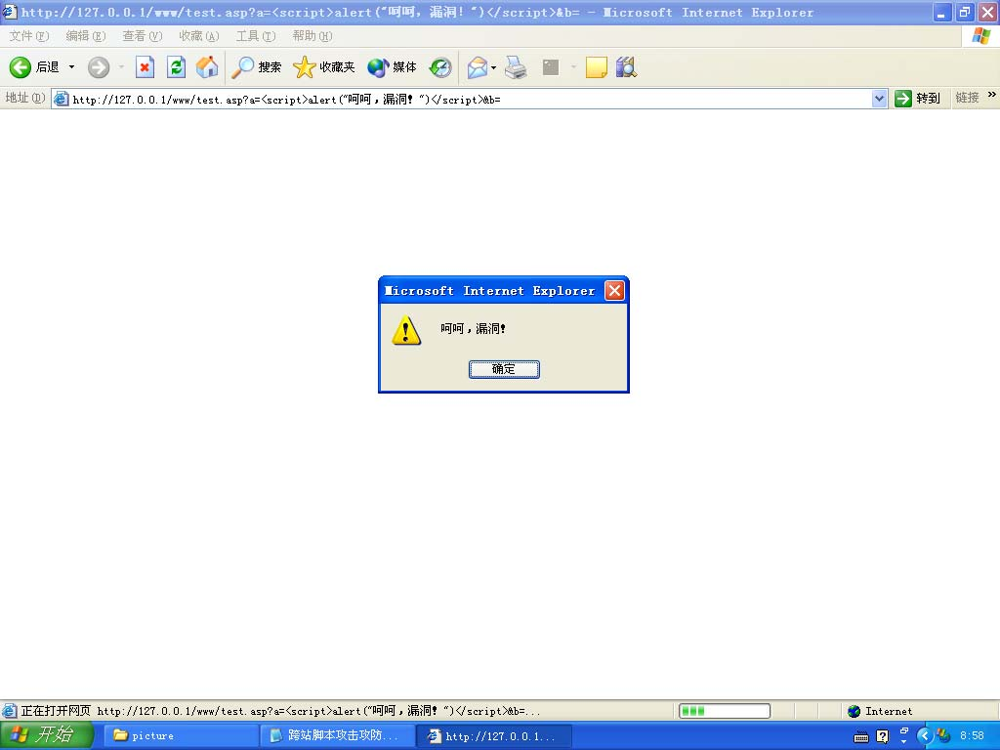 http://127.0.0.1/www/test.asp?a=<script>alert("呵呵，漏洞！")</script>&b= - Microsoft Internet Explorer
文件(F) 编辑(E) 查看(V) 收藏(A) 工具(T) 帮助(H)
后退 搜索 收藏夹 媒体
地址(D) http://127.0.0.1/www/test.asp?a=<script>alert("呵呵，漏洞！")</script>&b= 转到 链接 »
Microsoft Internet Explorer
呵呵，漏洞！
确定
正在打开网页 http://127.0.0.1/www/test.asp?a=<script>alert("呵呵，漏洞！")</script>&b=... Internet
开始 picture 跨站脚本攻击攻防... http://127.0.0.1... 8:58